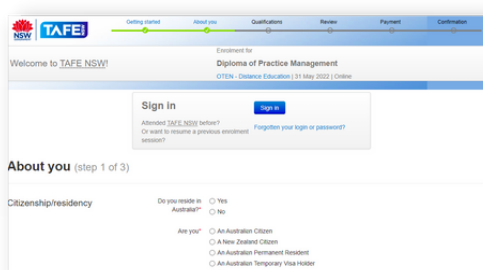 Getting started About you Qualifications Review Payment Confirmation
NSW TAFE NSW
Enrolment for
Welcome to TAFE NSW!
Diploma of Practice Management
OTEN - Distance Education | 31 May 2022 | Online
Sign in
Sign in
Attended TAFE NSW before?
Or want to resume a previous enrolment
session?
Forgotten your login or password?
About you (step 1 of 3)
Citizenship/residency
Do you reside in
Australia?*
Yes
No
Are you*
An Australian Citizen
A New Zealand Citizen
An Australian Permanent Resident
An Australian Temporary Visa Holder